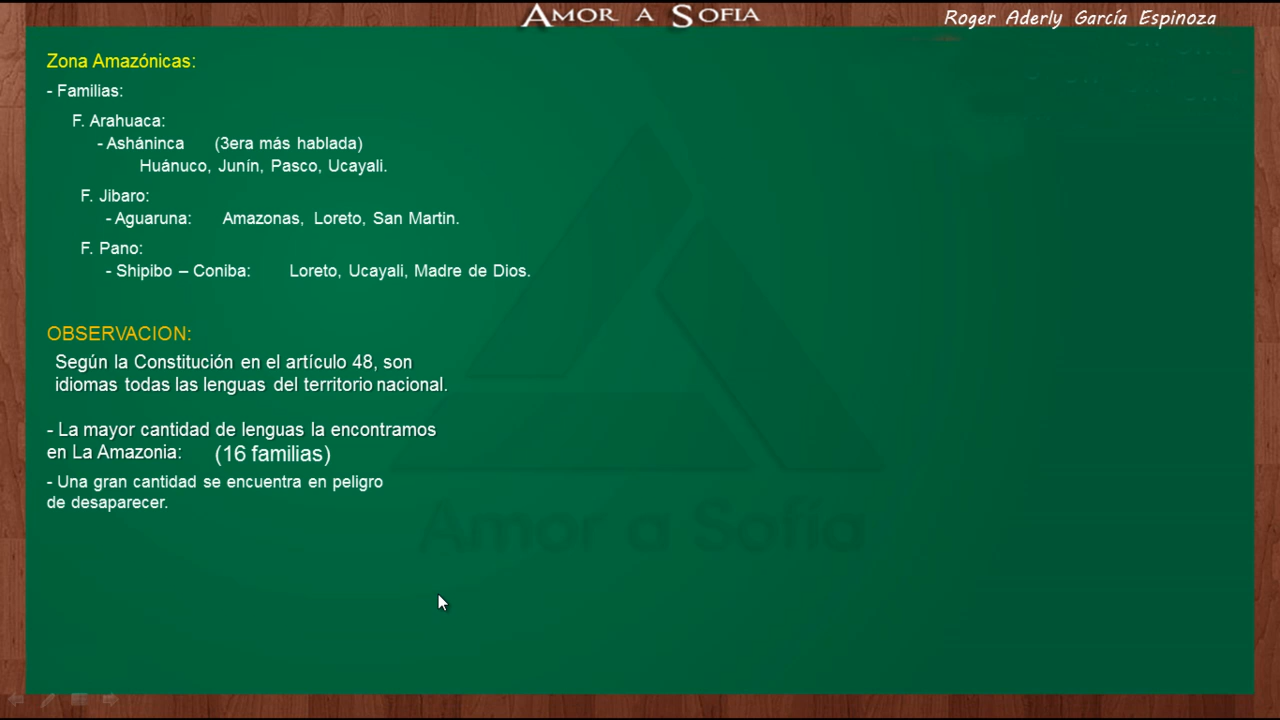 AMOR A SOFIA
Roger Aderly García Espinoza
Zona Amazónicas:
- Familias:
F. Arahuaca:
- Asháninca (3era más hablada)
Huánuco, Junín, Pasco, Ucayali.
F. Jibaro:
- Aguaruna: Amazonas, Loreto, San Martin.
F. Pano:
- Shipibo – Coniba: Loreto, Ucayali, Madre de Dios.
OBSERVACION:
Según la Constitución en el artículo 48, son
idiomas todas las lenguas del territorio nacional.
- La mayor cantidad de lenguas la encontramos
en La Amazonia: (16 familias)
- Una gran cantidad se encuentra en peligro
de desaparecer.
Amor a Sofía